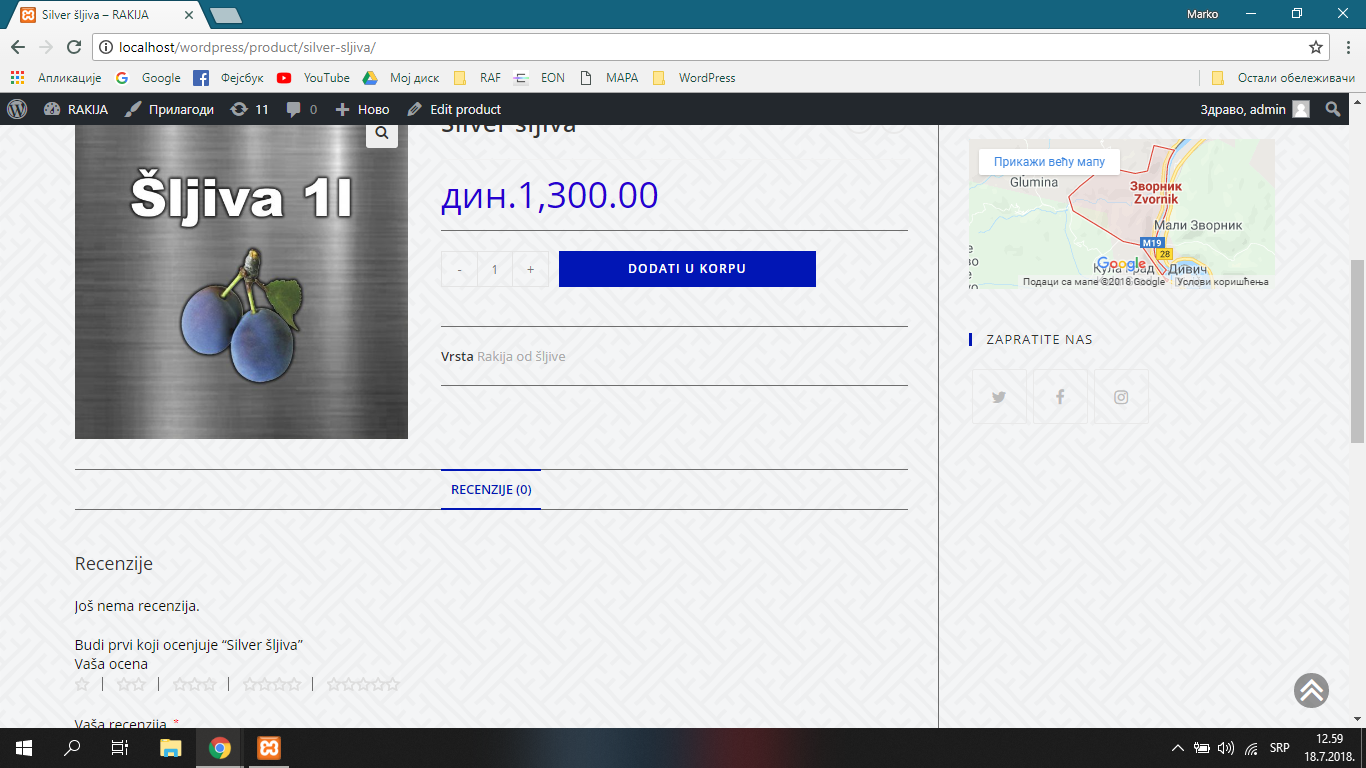 Silver šljiva – RAKIJA
Marko
localhost/wordpress/product/silver-sljiva/
Апликације Google Фејсбук YouTube Мој диск RAF EON MAPA WordPress Остали обележивачи
RAKIJA Прилагоди 11 0 Ново Edit product Здраво, admin
Silver šljiva
Šljiva 1l
дин.1,300.00
- 1 + DODATI U KORPU
Vrsta Rakija od šljive
RECENZIJE (0)
Recenzije
Još nema recenzija.
Budi prvi koji ocenjuje “Silver šljiva”
Vaša ocena
Vaša recenzija *
Прикажи већу мапу
Glumina
Зворник
Zvornik
Мали Зворник
M19
28
Google
Кула Град Дивич
Подаци са мапе ©2018 Google Услови коришћења
ZAPRATITE NAS
SRP
12.59
18.7.2018.